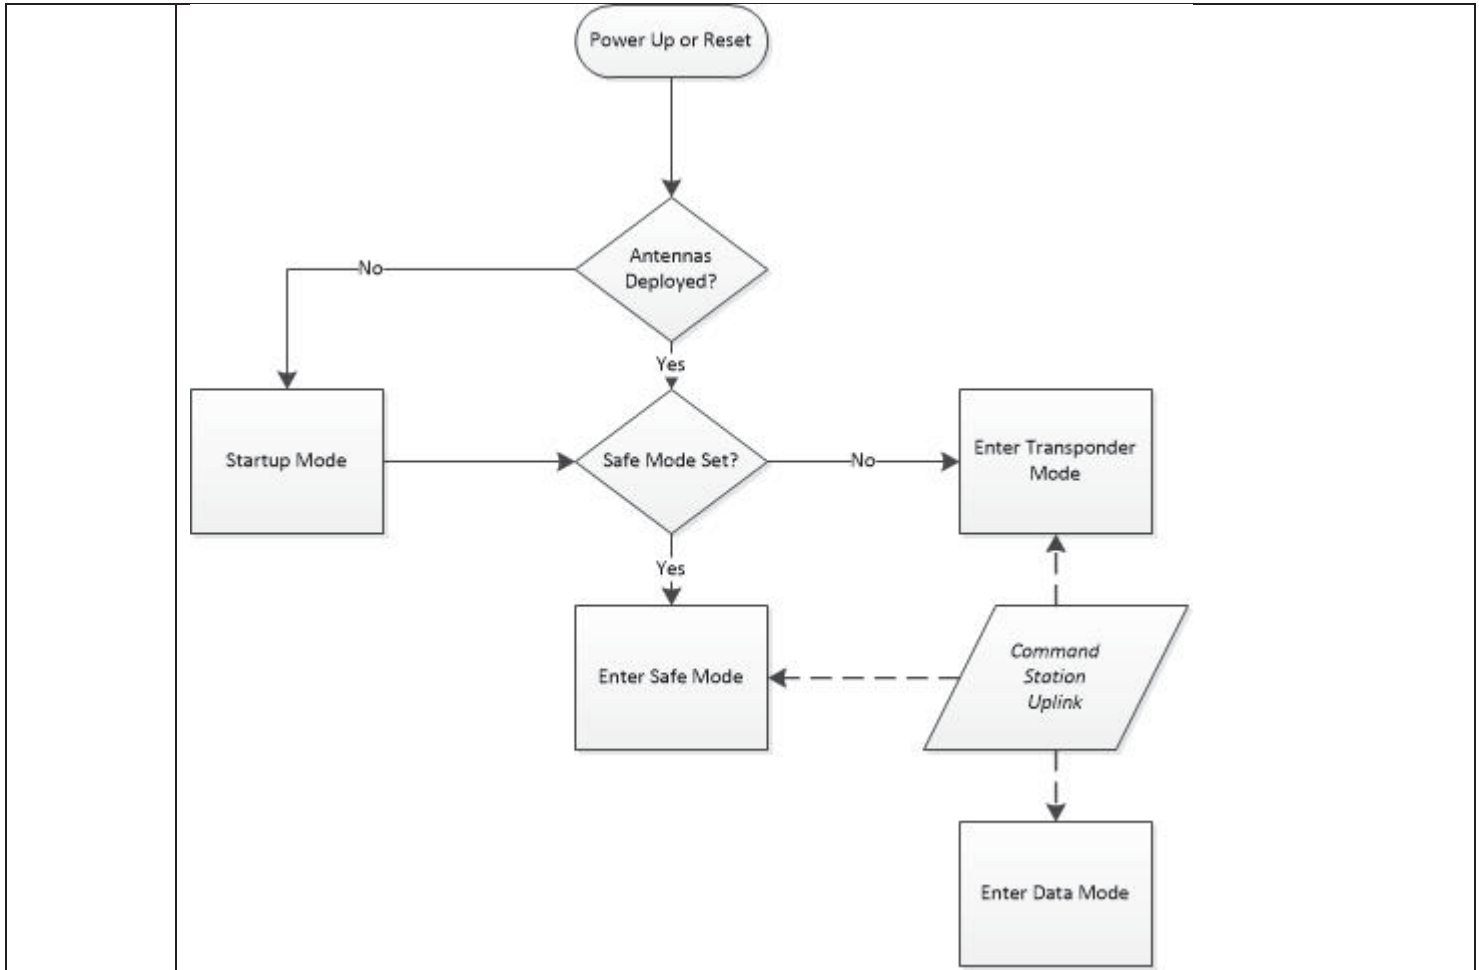 Power Up or Reset
Antennas
Deployed?
No
Yes
Startup Mode
Safe Mode Set?
No
Enter Transponder
Mode
Yes
Enter Safe Mode
Command
Station
Uplink
Enter Data Mode